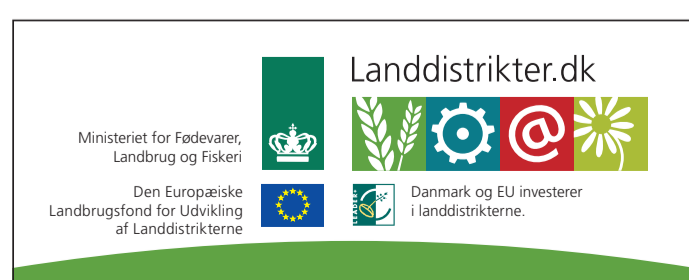 Landdistrikter.dk
@
Ministeriet for Fødevarer,
Landbrug og Fiskeri
Den Europæiske
Landbrugsfond for Udvikling
af Landdistrikterne
LEADER+
Danmark og EU investerer
i landdistrikterne.